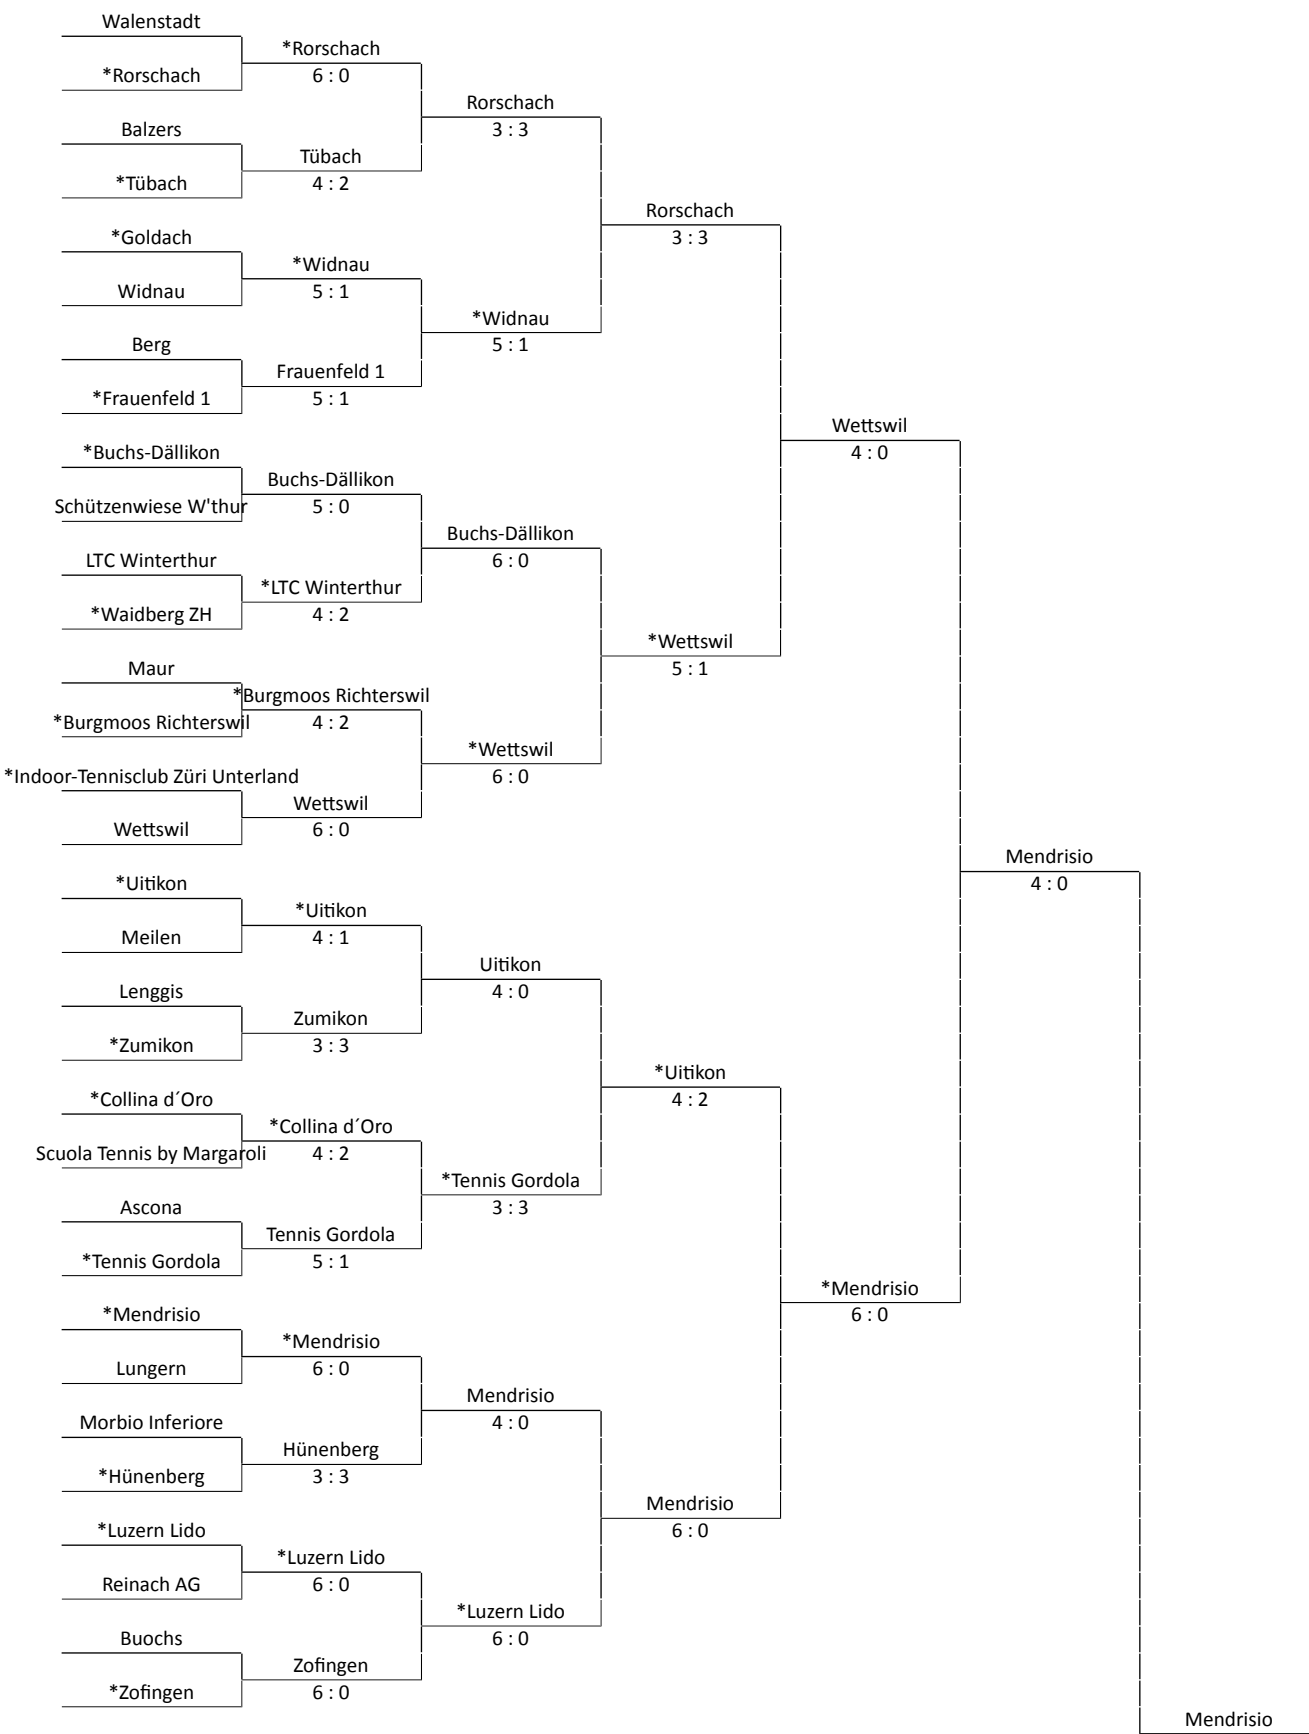 Walenstadt
*Rorschach
6 : 0
*Rorschach
Rorschach
3 : 3
Balzers
Tübach
4 : 2
*Tübach
Rorschach
3 : 3
*Goldach
*Widnau
5 : 1
Widnau
*Widnau
5 : 1
Berg
Frauenfeld 1
5 : 1
*Frauenfeld 1
Wettswil
4 : 0
*Buchs-Dällikon
Buchs-Dällikon
5 : 0
Schützenwiese W'thur
Buchs-Dällikon
6 : 0
LTC Winterthur
*LTC Winterthur
4 : 2
*Waidberg ZH
*Wettswil
5 : 1
Maur
*Burgmoos Richterswil
4 : 2
*Burgmoos Richterswil
*Wettswil
6 : 0
*Indoor-Tennisclub Züri Unterland
Wettswil
6 : 0
Wettswil
Mendrisio
4 : 0
*Uitikon
*Uitikon
4 : 1
Meilen
Uitikon
4 : 0
Lenggis
Zumikon
3 : 3
*Zumikon
*Uitikon
4 : 2
*Collina d´Oro
*Collina d´Oro
4 : 2
Scuola Tennis by Margaroli
*Tennis Gordola
3 : 3
Ascona
Tennis Gordola
5 : 1
*Tennis Gordola
*Mendrisio
6 : 0
*Mendrisio
*Mendrisio
6 : 0
Lungern
Mendrisio
4 : 0
Morbio Inferiore
Hünenberg
3 : 3
*Hünenberg
Mendrisio
6 : 0
*Luzern Lido
*Luzern Lido
6 : 0
Reinach AG
*Luzern Lido
6 : 0
Buochs
Zofingen
6 : 0
*Zofingen
Mendrisio